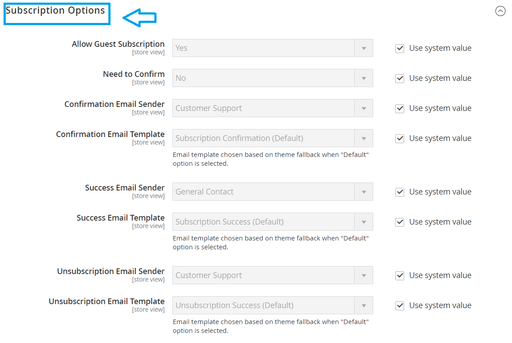 Subscription Options
Allow Guest Subscription Yes Use system value
[store view]
Need to Confirm No Use system value
[store view]
Confirmation Email Sender Customer Support Use system value
[store view]
Confirmation Email Template Subscription Confirmation (Default) Use system value
[store view]
Email template chosen based on theme fallback when "Default"
option is selected.
Success Email Sender General Contact Use system value
[store view]
Success Email Template Subscription Success (Default) Use system value
[store view]
Email template chosen based on theme fallback when "Default"
option is selected.
Unsubscription Email Sender Customer Support Use system value
[store view]
Unsubscription Email Template Unsubscription Success (Default) Use system value
[store view]
Email template chosen based on theme fallback when "Default"
option is selected.